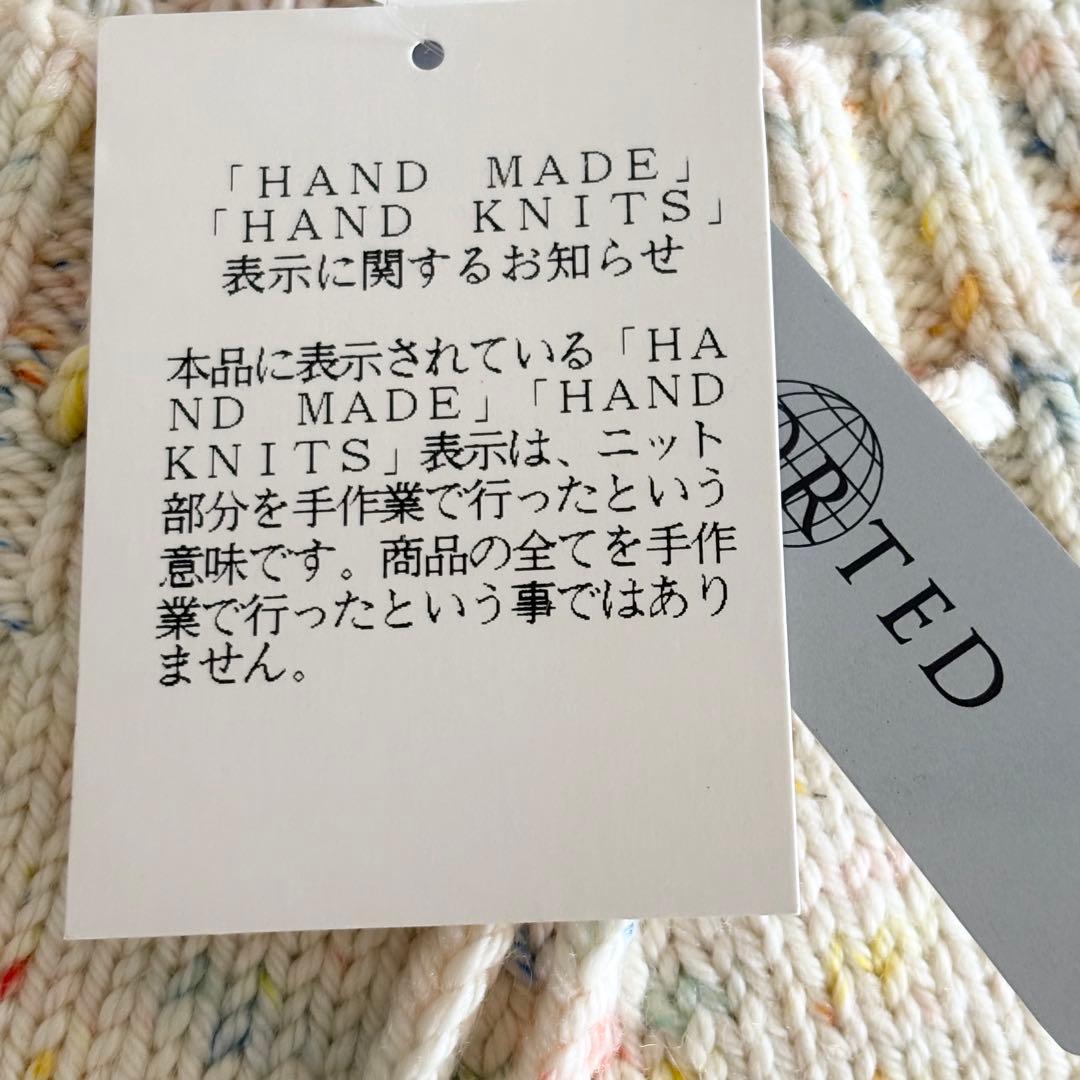 「ＨＡＮＤ　ＭＡＤＥ」
「ＨＡＮＤ　ＫＮＩＴＳ」
表示に関するお知らせ
本品に表示されている「ＨＡ
ＮＤ　ＭＡＤＥ」「ＨＡＮＤ
ＫＮＩＴＳ」表示は、ニット
部分を手作業で行ったという
意味です。商品の全てを手作
業で行ったという事ではあり
ません。
ORTED